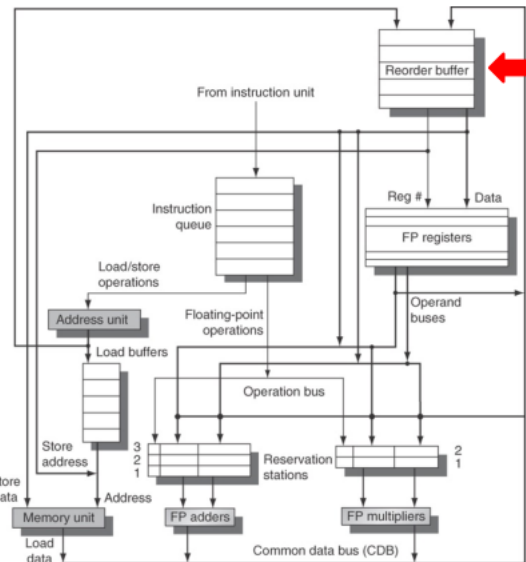 Reorder buffer
From instruction unit
Reg #
Data
Instruction
queue
FP registers
Load/store
operations
Operand
buses
Address unit
Floating-point
operations
Load buffers
Operation bus
Store
address
3
2
1
Reservation
stations
2
1
Address
Memory unit
FP adders
FP multipliers
Load
data
Common data bus (CDB)